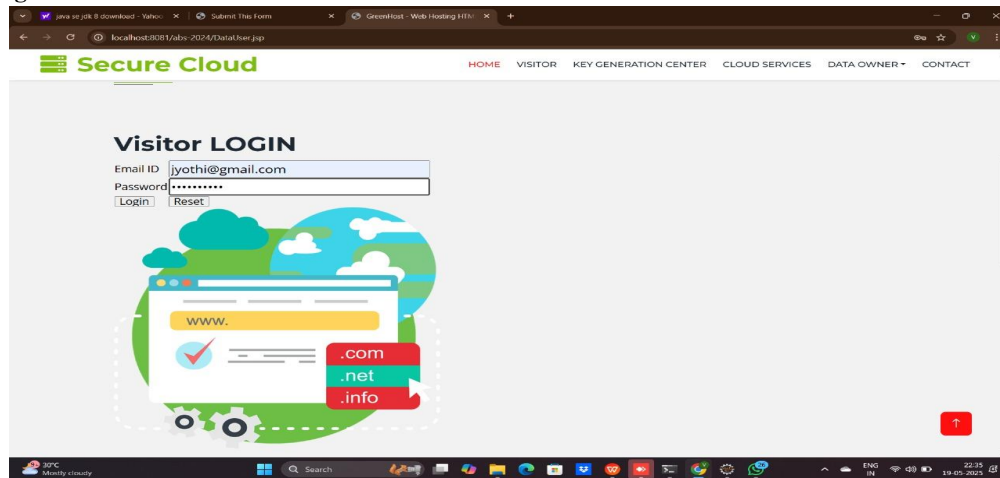 java se jdk 8 download - Yahoo
Submit This Form
GreenHost - Web Hosting HTM
localhost:8081/abs-2024/DataUser.jsp
Secure Cloud
HOME VISITOR KEY GENERATION CENTER CLOUD SERVICES DATA OWNER CONTACT
Visitor LOGIN
Email ID jyothi@gmail.com
Password
Login Reset
www.
.com
.net
.info
30°C
Mostly cloudy
Search
ENG
IN
22:35
19-05-2025